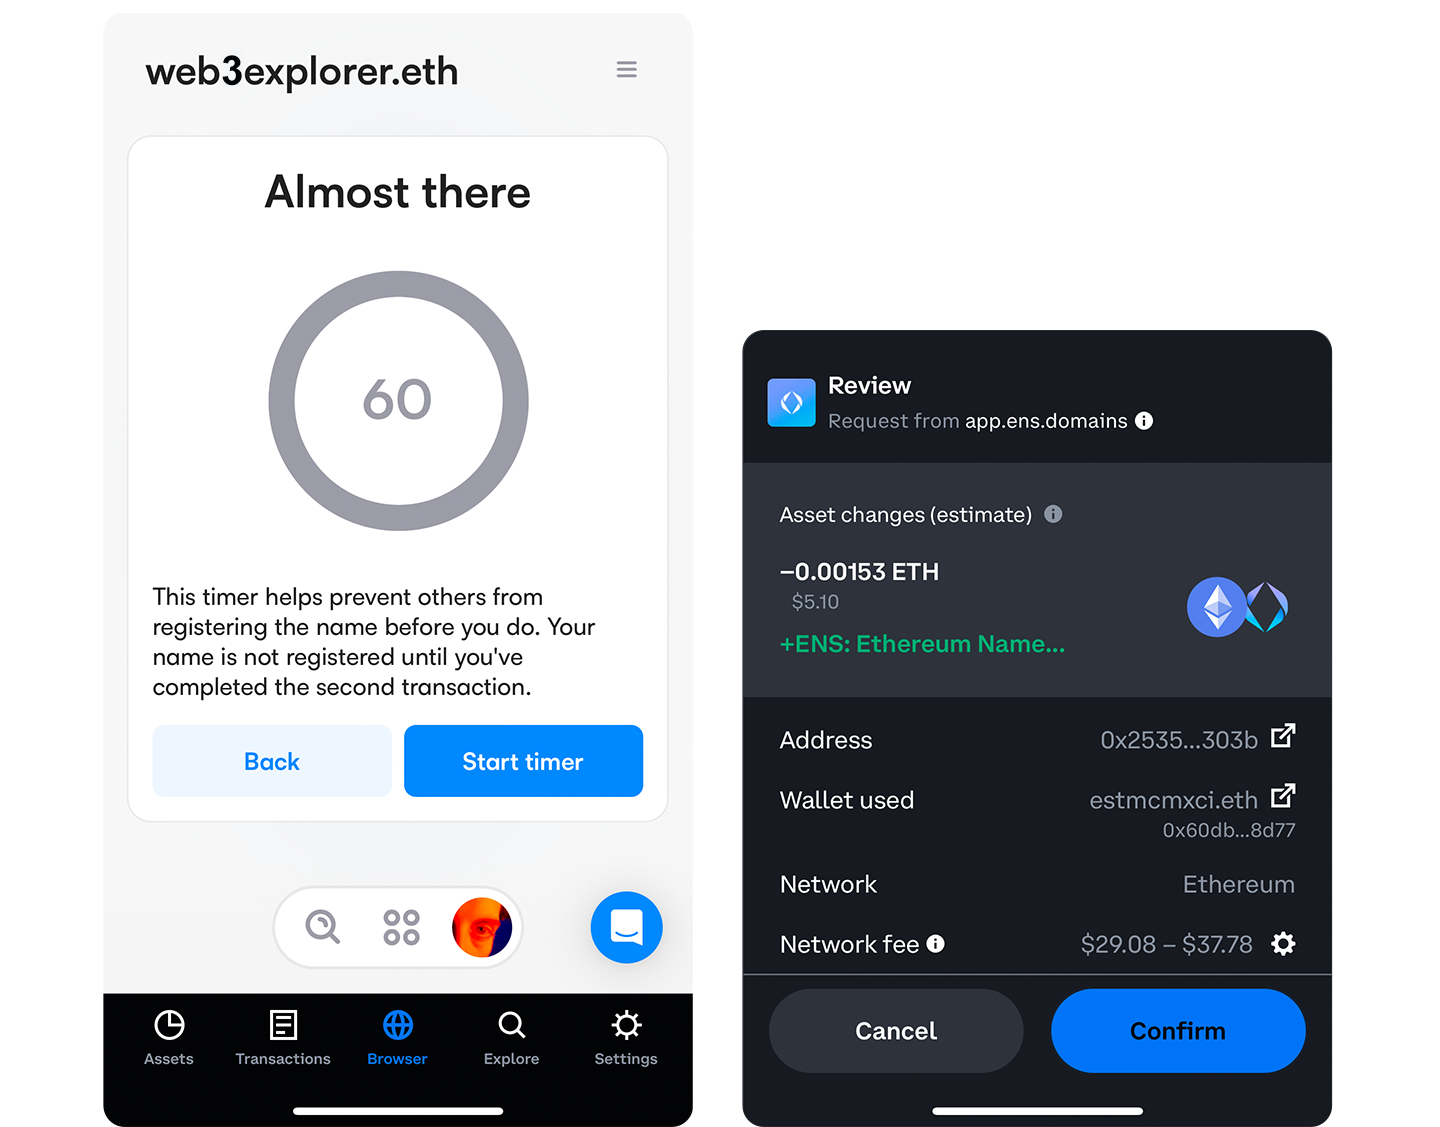 web3explorer.eth
Almost there
60
This timer helps prevent others from
registering the name before you do. Your
name is not registered until you've
completed the second transaction.
Back
Start timer
Assets
Transactions
Browser
Explore
Settings
Review
Request from app.ens.domains
Asset changes (estimate)
−0.00153 ETH
$5.10
+ENS: Ethereum Name...
Address 0x2535...303b
Wallet used estmcmxci.eth
0x60db...8d77
Network Ethereum
Network fee $29.08 – $37.78
Cancel
Confirm